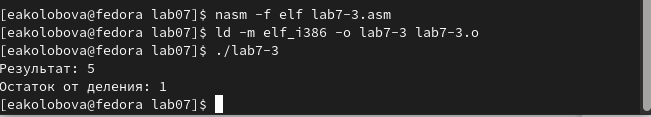 [eakolobova@fedora lab07]$ nasm -f elf lab7-3.asm
[eakolobova@fedora lab07]$ ld -m elf_i386 -o lab7-3 lab7-3.o
[eakolobova@fedora lab07]$ ./lab7-3
Результат: 5
Остаток от деления: 1
[eakolobova@fedora lab07]$